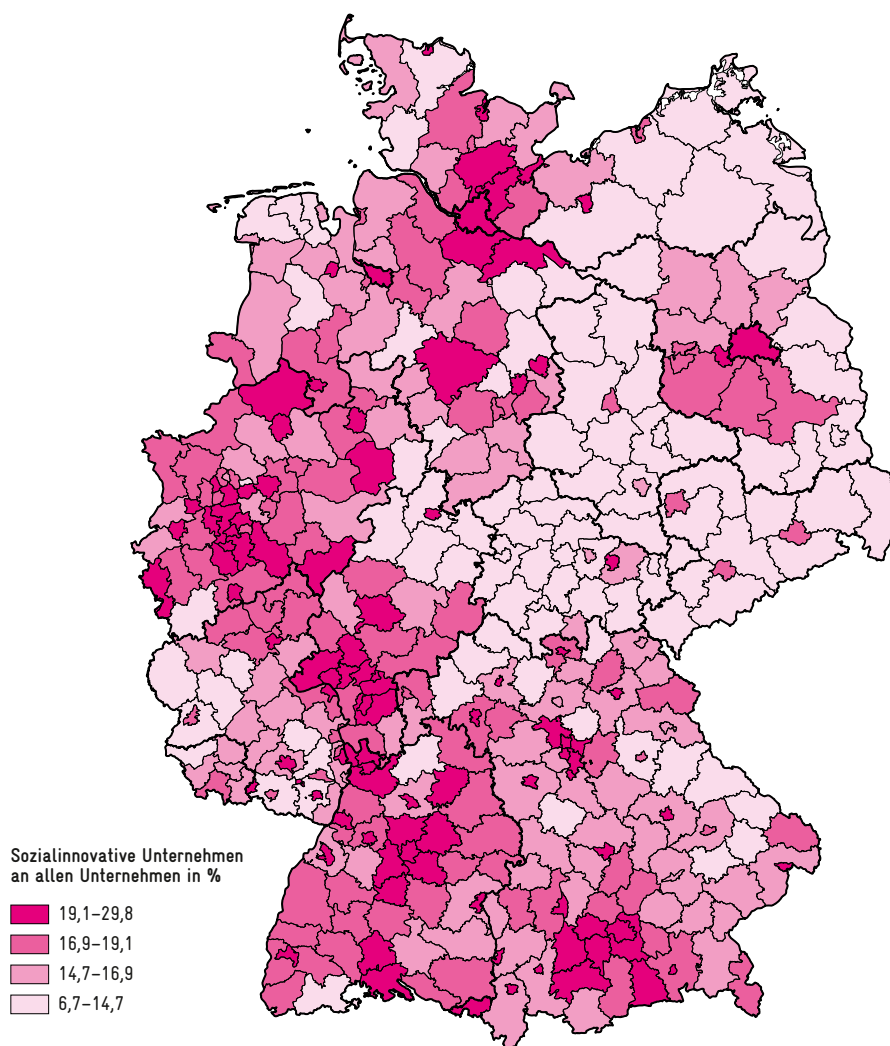 Sozialinnovative Unternehmen
an allen Unternehmen in %
19,1–29,8
16,9–19,1
14,7–16,9
6,7–14,7